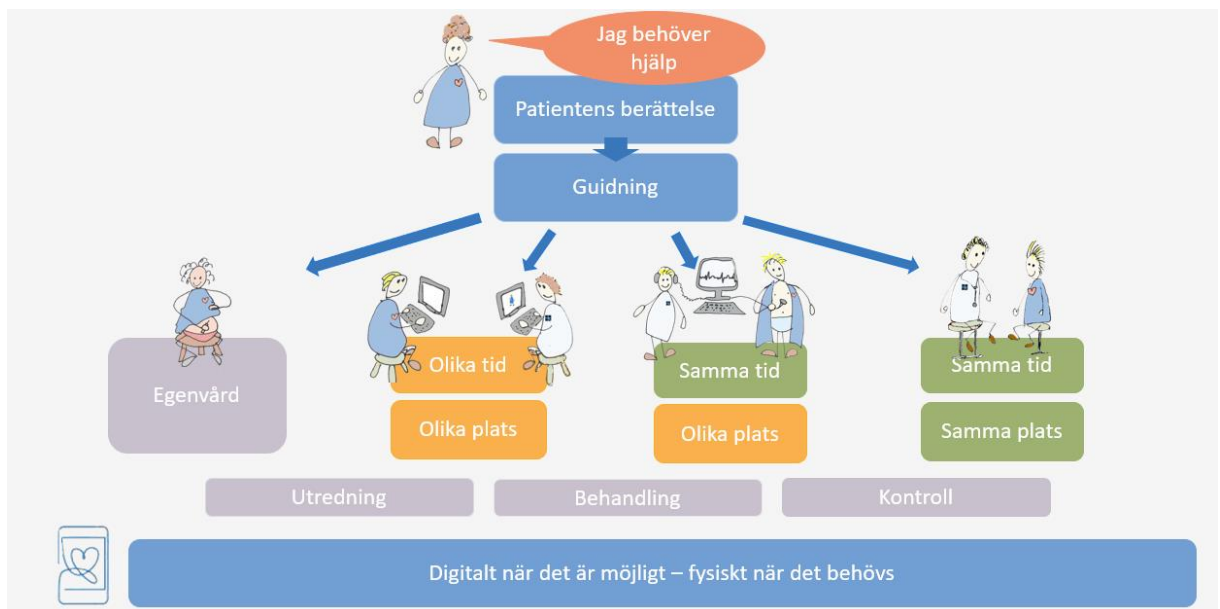 Jag behöver
hjälp
Patientens berättelse
Guidning
Egenvård
Olika tid
Olika plats
Samma tid
Olika plats
Samma tid
Samma plats
Utredning
Behandling
Kontroll
Digitalt när det är möjligt – fysiskt när det behövs